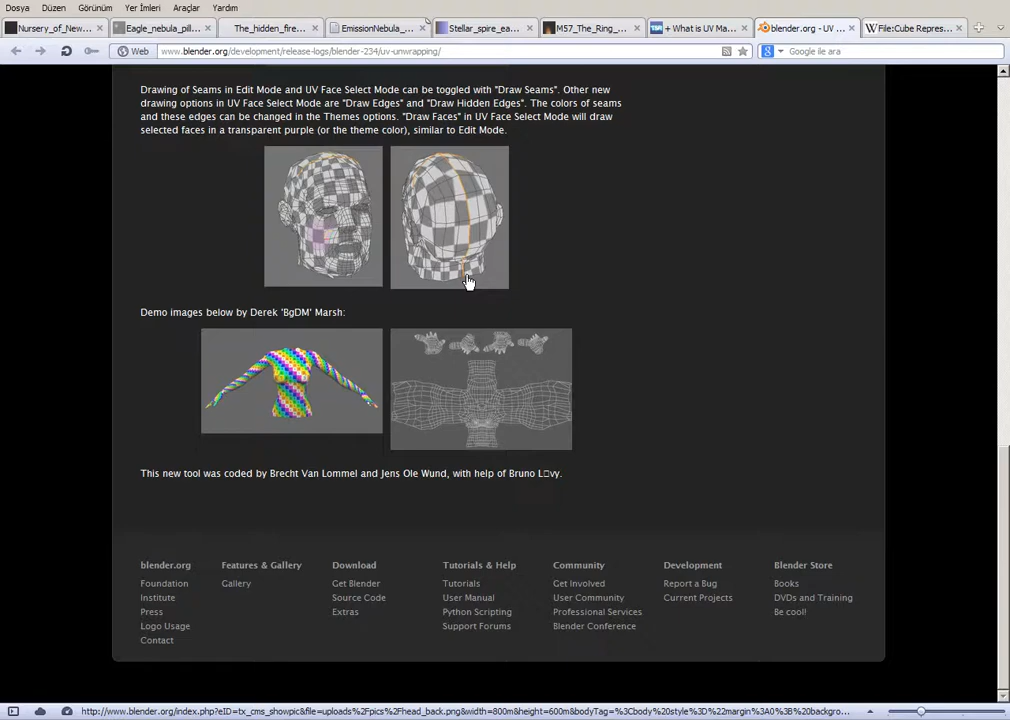 Dosya Düzen Görünüm Yer İmleri Araçlar Yardım
Nursery_of_New... Eagle_nebula_pill... The_hidden_fire... EmissionNebula_... Stellar_spire_ea... M57_The_Ring_... + What is UV Ma... blender.org - UV ... File:Cube Repres...
Web www.blender.org/development/release-logs/blender-234/uv-unwrapping/ Google ile ara
Drawing of Seams in Edit Mode and UV Face Select Mode can be toggled with "Draw Seams". Other new
drawing options in UV Face Select Mode are "Draw Edges" and "Draw Hidden Edges". The colors of seams
and these edges can be changed in the Themes options. "Draw Faces" in UV Face Select Mode will draw
selected faces in a transparent purple (or the theme color), similar to Edit Mode.
Demo images below by Derek 'BgDM' Marsh:
This new tool was coded by Brecht Van Lommel and Jens Ole Wund, with help of Bruno L□vy.
blender.org Features & Gallery Download Tutorials & Help Community Development Blender Store
Foundation Gallery Get Blender Tutorials Get Involved Report a Bug Books
Institute Source Code User Manual User Community Current Projects DVDs and Training
Press Extras Python Scripting Professional Services Be cool!
Logo Usage Support Forums Blender Conference
Contact
http://www.blender.org/index.php?eID=tx_cms_showpic&file=uploads%2Fpics%2Fhead_back.png&width=800m&height=600m&bodyTag=%3Cbody%20style%3D%22margin%3A0%3B%20backgro...